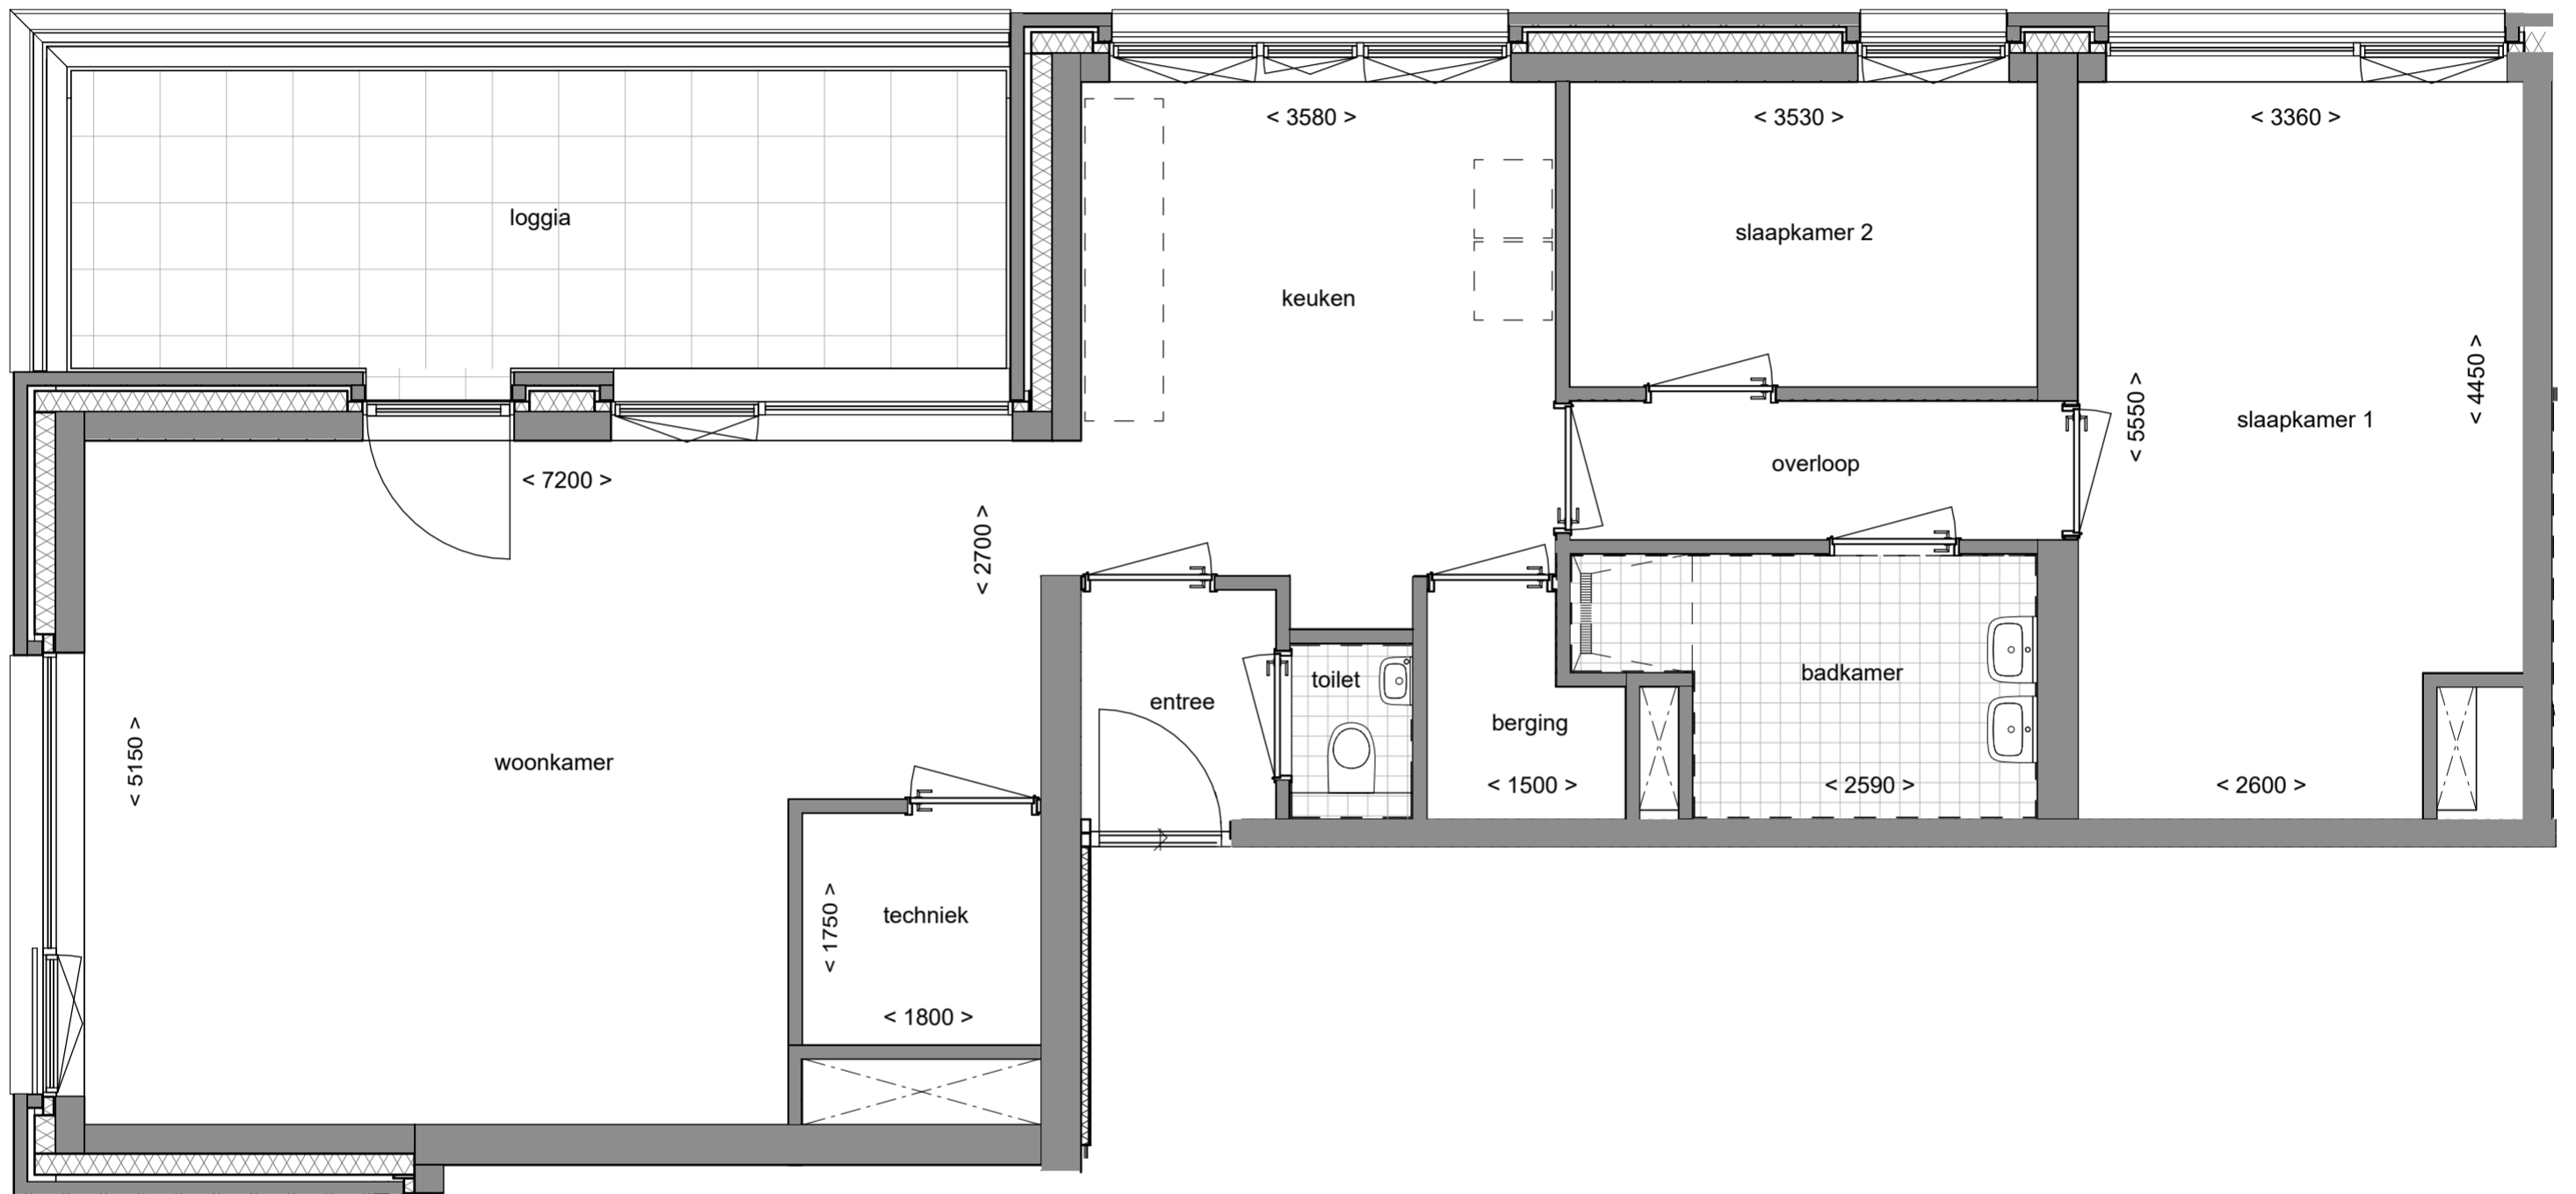 < 3580 >
< 3530 >
< 3360 >
loggia
slaapkamer 2
keuken
< 4450 >
< 5550 >
slaapkamer 1
overloop
< 7200 >
< 2700 >
toilet
badkamer
entree
berging
< 5150 >
woonkamer
< 1500 >
< 2590 >
< 2600 >
techniek
< 1750 >
< 1800 >